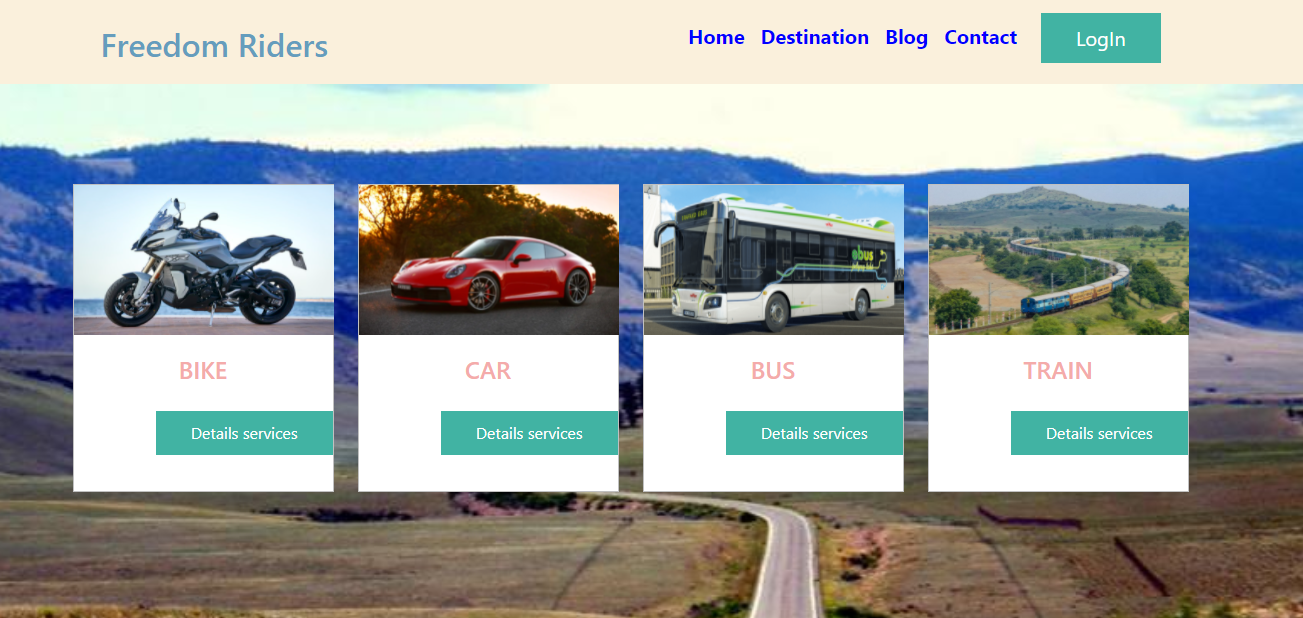 Freedom Riders
Home Destination Blog Contact LogIn
ebus
BIKE CAR BUS TRAIN
Details services Details services Details services Details services